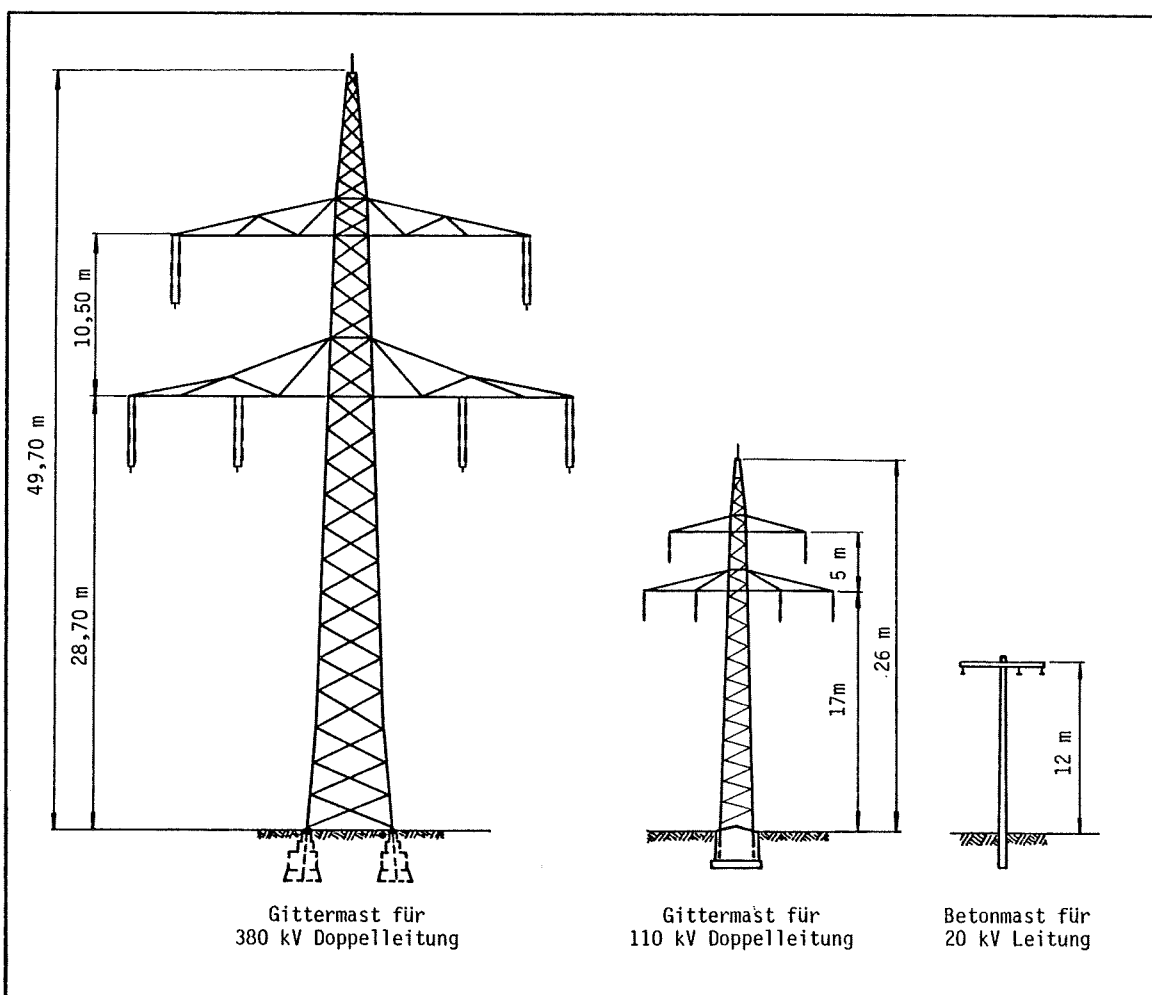 49,70 m
10,50 m
28,70 m
5 m
17m
26 m
12 m
Gittermast für
380 kV Doppelleitung
Gittermast für
110 kV Doppelleitung
Betonmast für
20 kV Leitung